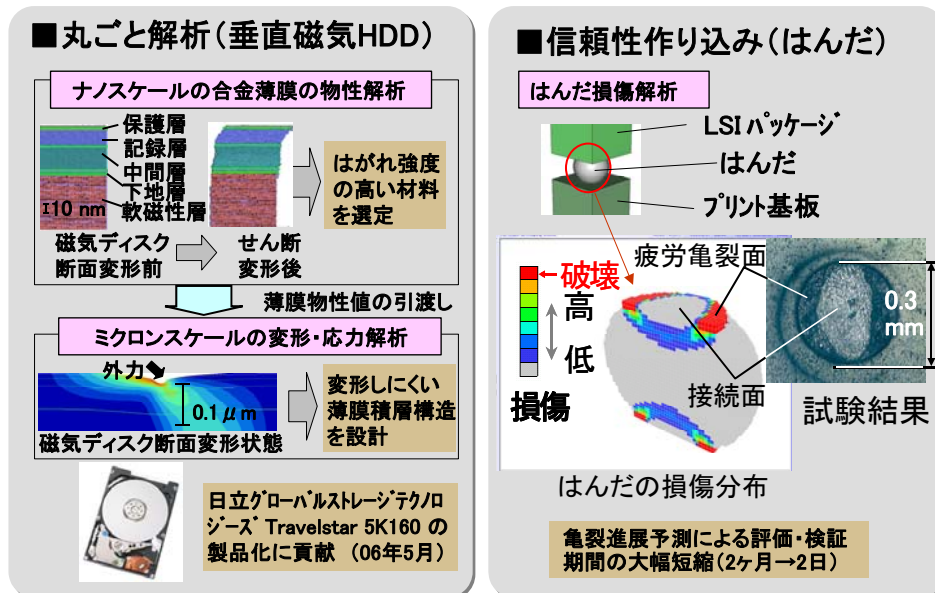 ■丸ごと解析(垂直磁気HDD)
ナノスケールの合金薄膜の物性解析
保護層
記録層
中間層
下地層
軟磁性層
10 nm
磁気ディスク
断面変形前
せん断
変形後
はがれ強度
の高い材料
を選定
薄膜物性値の引渡し
ミクロンスケールの変形・応力解析
外力
0.1μm
磁気ディスク断面変形状態
変形しにくい
薄膜積層構造
を設計
日立グローバルストレージテクノロ
ジーズ Travelstar 5K160 の
製品化に貢献 (06年5月)
■信頼性作り込み(はんだ)
はんだ損傷解析
LSI パッケージ
はんだ
プリント基板
破壊
高
低
損傷
疲労亀裂面
接続面
0.3
mm
試験結果
はんだの損傷分布
亀裂進展予測による評価・検証
期間の大幅短縮(2ヶ月→2日)